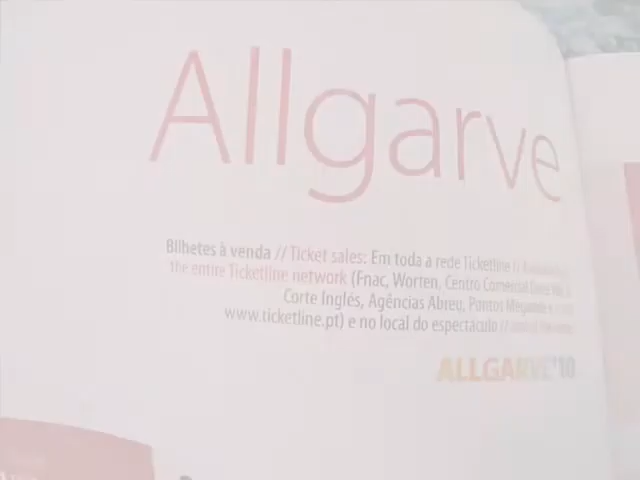 Allgarve
Bilhetes à venda // Ticket sales: Em toda a rede Ticketline //
the entire Ticketline network (Fnac, Worten, Centro Comercial
Corte Inglés, Agências Abreu, Pontos Megarede
www.ticketline.pt) e no local do espectáculo //
ALLGARVE'10